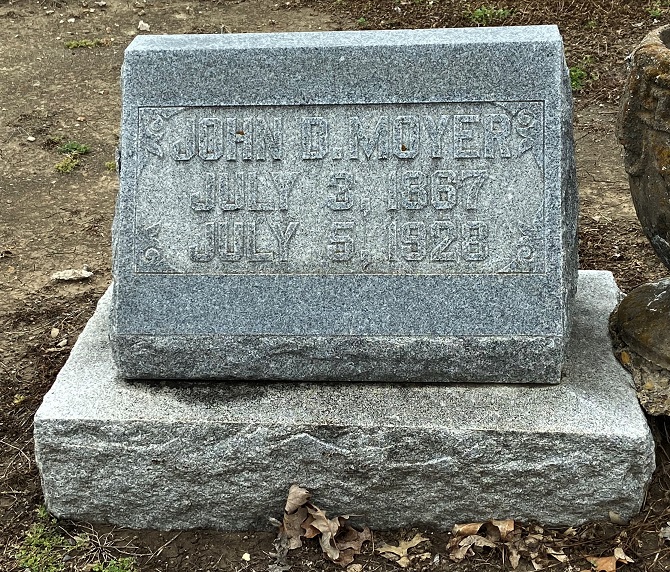 JOHN D. MOYER
JULY 3, 1867
JULY 5, 1928